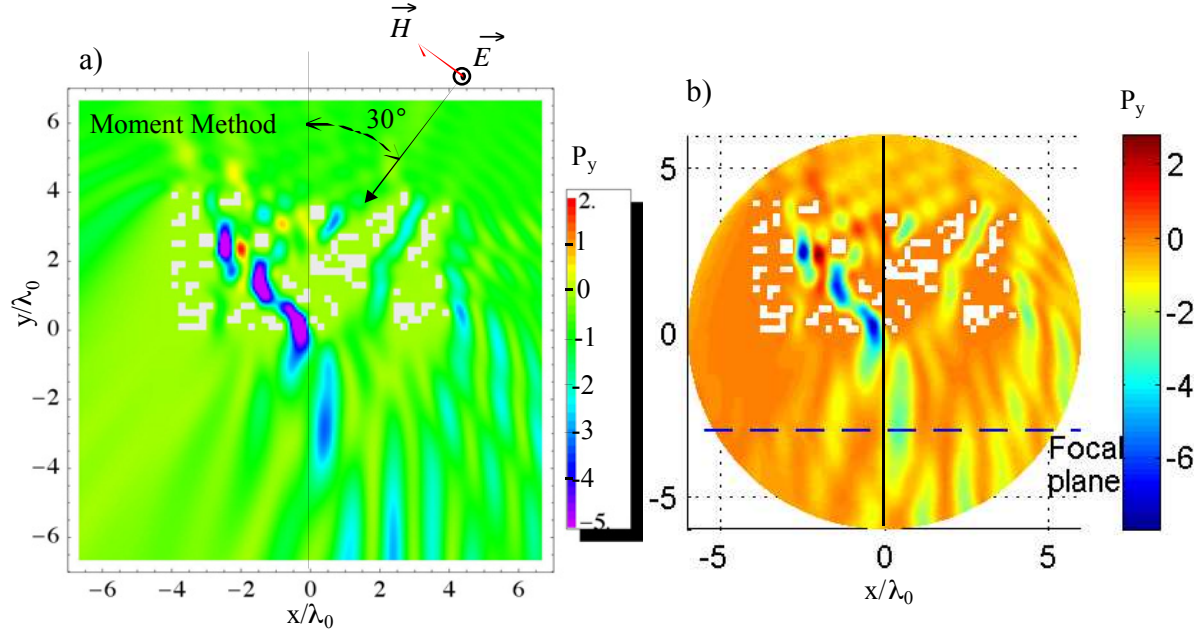 a)
H
E
Moment Method
30°
6
4
2
0
−2
−4
−6
y/λ₀
−6 −4 −2 0 2 4 6
x/λ₀
P_y
2.
1
0
-1
-2
-3
-4
−5.
b)
5
0
-5
-5 0 5
x/λ₀
Focal
plane
P_y
2
0
-2
-4
-6